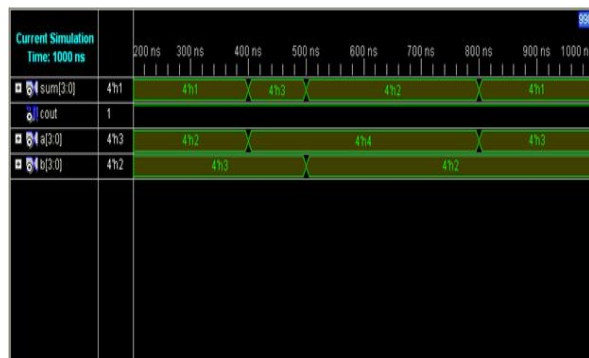 Current Simulation
Time: 1000 ns
200 ns 300 ns 400 ns 500 ns 600 ns 700 ns 800 ns 900 ns 1000 n
sum[3:0] 4'h1 4'h1 4'h3 4'h2 4'h1
cout 1
a[3:0] 4'h3 4'h2 4'h4 4'h3
b[3:0] 4'h2 4'h3 4'h2